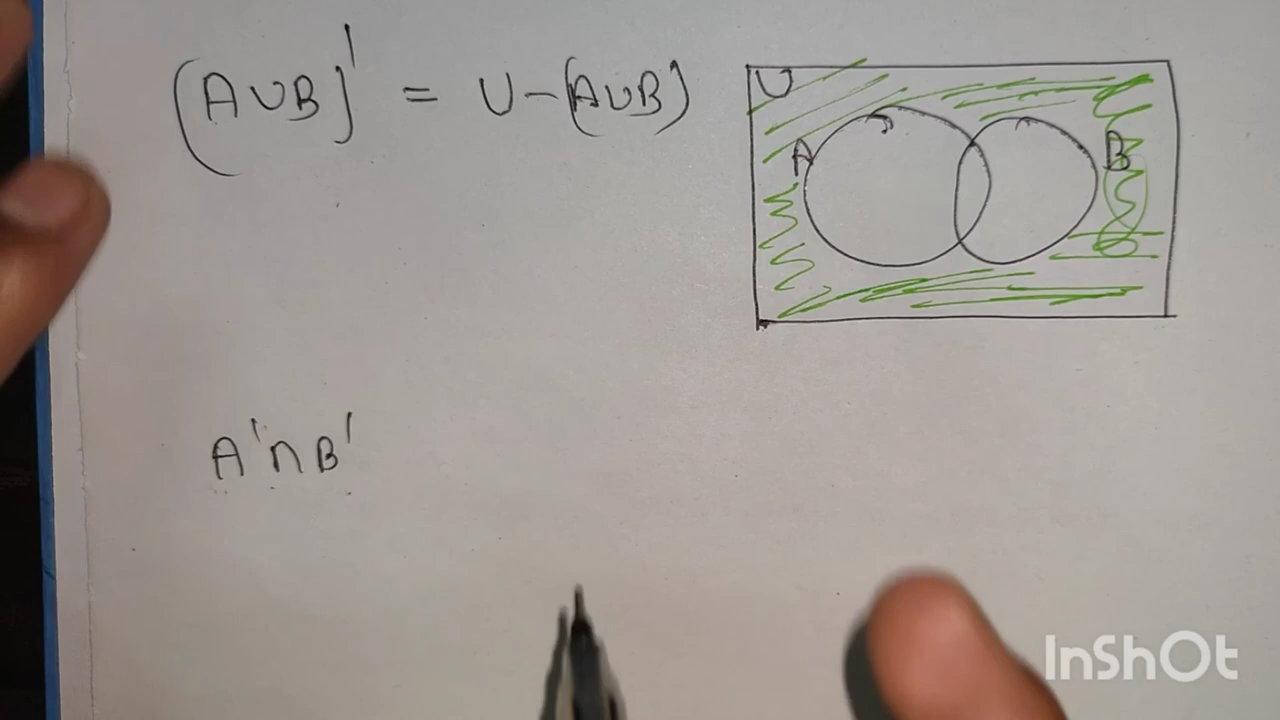 (A∪B)' = U-(A∪B)
U
A
B
A'∩B'
InShOt